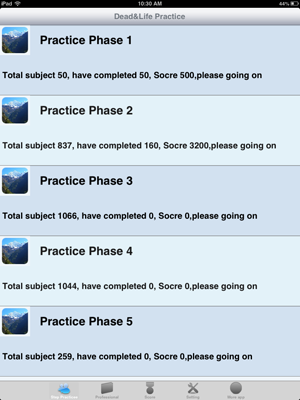 iPad
10:30 AM
44%
Dead&Life Practice
Practice Phase 1
Total subject 50, have completed 50, Socre 500,please going on
Practice Phase 2
Total subject 837, have completed 160, Socre 3200,please going on
Practice Phase 3
Total subject 1066, have completed 0, Socre 0,please going on
Practice Phase 4
Total subject 1044, have completed 0, Socre 0,please going on
Practice Phase 5
Total subject 259, have completed 0, Socre 0,please going on
Professional
Score
Setting
More app